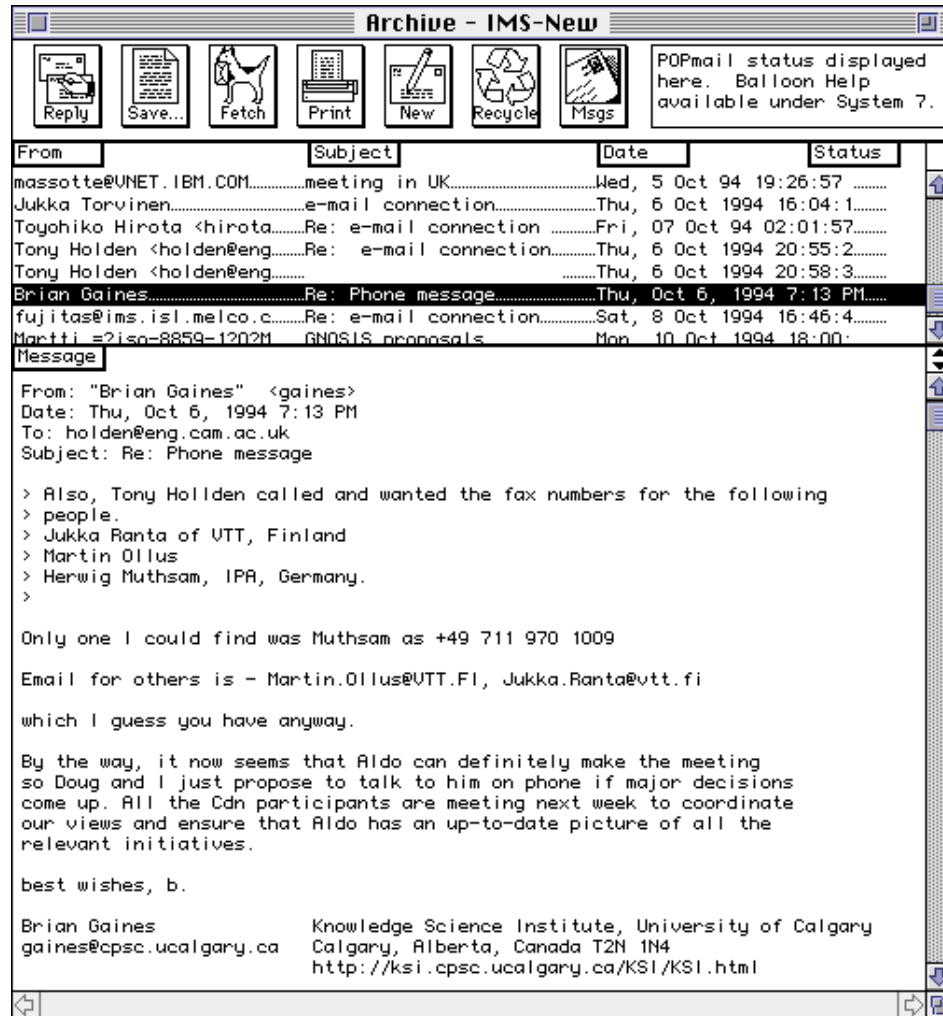 Archive - IMS-New
Reply Save... Fetch Print New Recycle Msgs
POPmail status displayed
here. Balloon Help
available under System 7.
From Subject Date Status
massotte@VNET.IBM.COM............meeting in UK..............................Wed, 5 Oct 94 19:26:57 ........
Jukka Torvinen.............................e-mail connection......................Thu, 6 Oct 1994 16:04:1........
Toyohiko Hirota <hirota.......Re: e-mail connection ..........Fri, 07 Oct 94 02:01:57........
Tony Holden <holden@eng.......Re: e-mail connection............Thu, 6 Oct 1994 20:55:2........
Tony Holden <holden@eng....... ........Thu, 6 Oct 1994 20:58:3........
Brian Gaines..................................Re: Phone message......................Thu, Oct 6, 1994 7:13 PM.....
fujitas@ims.isl.melco.c........Re: e-mail connection............Sat, 8 Oct 1994 16:46:4........
Martti =?iso-8859-1?Q?M GNOSIS proposals Mon, 10 Oct 1994 18:00:
Message
From: "Brian Gaines" <gaines>
Date: Thu, Oct 6, 1994 7:13 PM
To: holden@eng.cam.ac.uk
Subject: Re: Phone message
> Also, Tony Hollden called and wanted the fax numbers for the following
> people.
> Jukka Ranta of VTT, Finland
> Martin Ollus
> Herwig Muthsam, IPA, Germany.
>
Only one I could find was Muthsam as +49 711 970 1009
Email for others is - Martin.Ollus@VTT.FI, Jukka.Ranta@vtt.fi
which I guess you have anyway.
By the way, it now seems that Aldo can definitely make the meeting
so Doug and I just propose to talk to him on phone if major decisions
come up. All the Cdn participants are meeting next week to coordinate
our views and ensure that Aldo has an up-to-date picture of all the
relevant initiatives.
best wishes, b.
Brian Gaines Knowledge Science Institute, University of Calgary
gaines@cpsc.ucalgary.ca Calgary, Alberta, Canada T2N 1N4
http://ksi.cpsc.ucalgary.ca/KSI/KSI.html